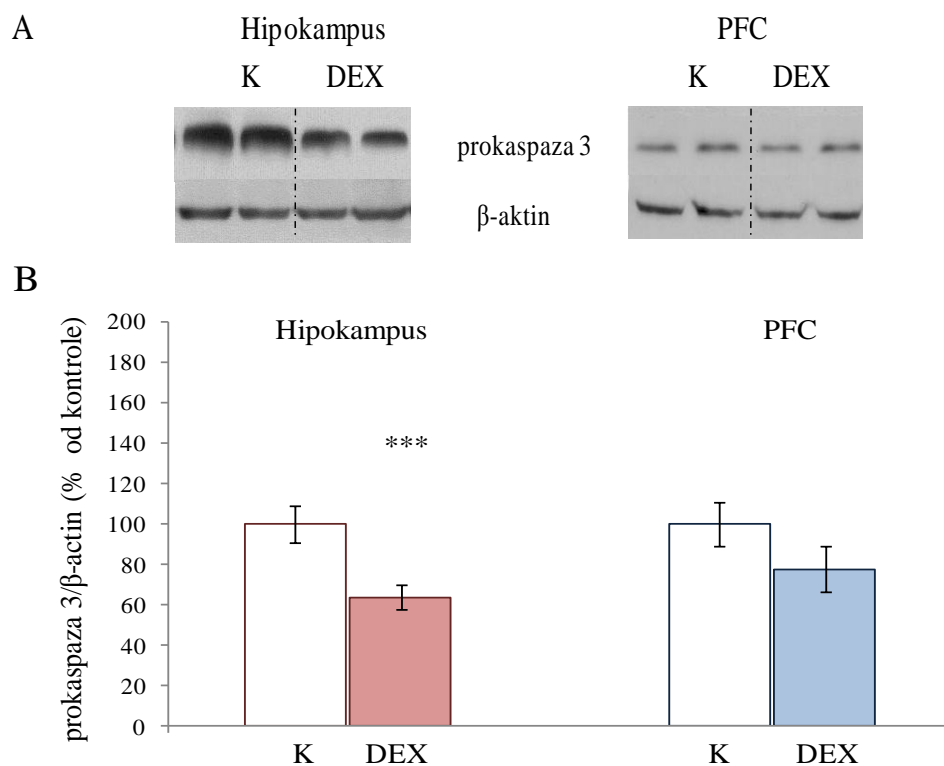 A
Hipokampus PFC
K DEX K DEX
prokaspaza 3
β-aktin
B
prokaspaza 3/β-actin (% od kontrole)
200
180
160
140
120
100
80
60
40
20
0
Hipokampus PFC
***
K DEX K DEX